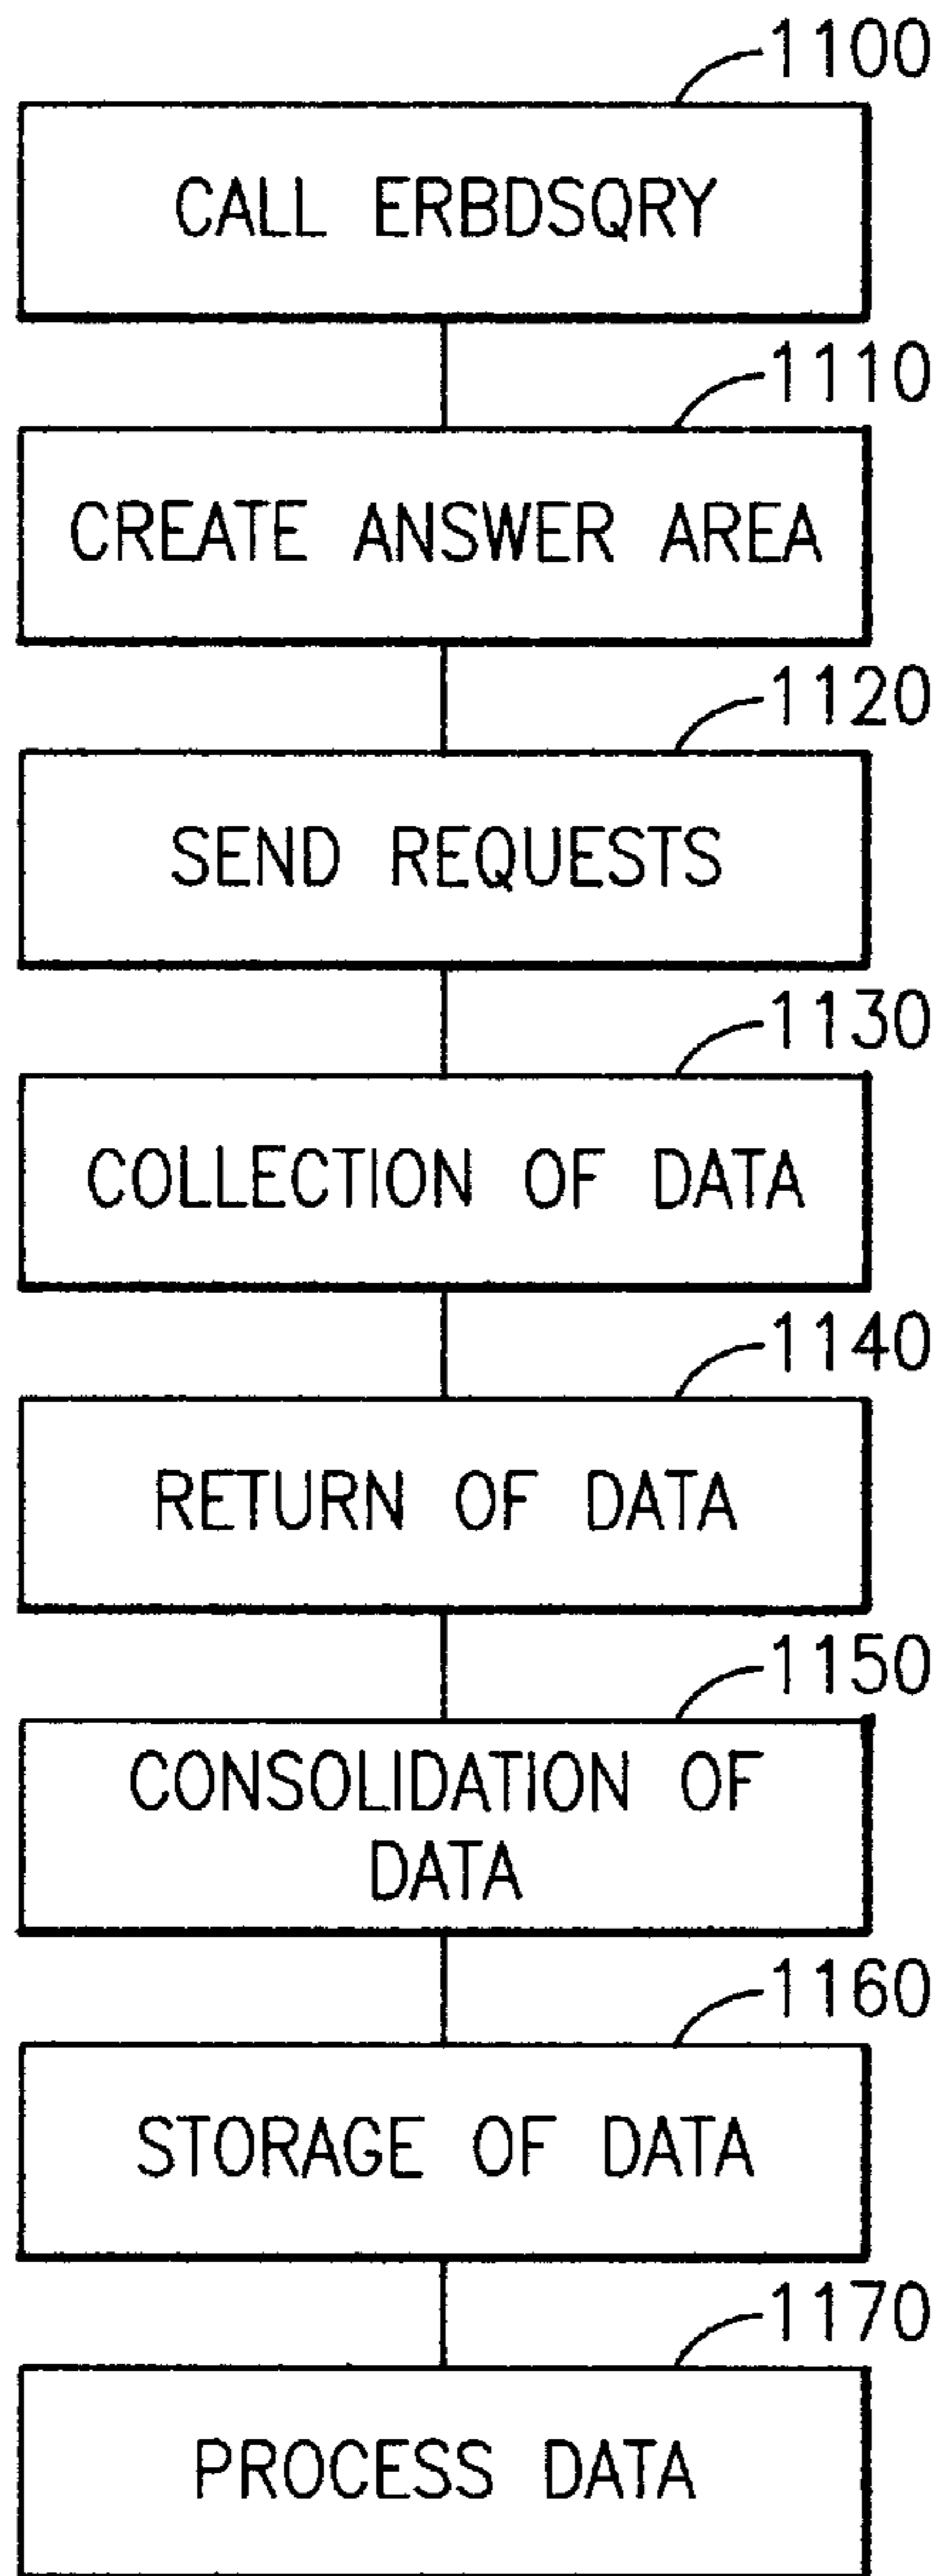 1100
CALL ERBDSQRY
1110
CREATE ANSWER AREA
1120
SEND REQUESTS
1130
COLLECTION OF DATA
1140
RETURN OF DATA
1150
CONSOLIDATION OF
DATA
1160
STORAGE OF DATA
1170
PROCESS DATA